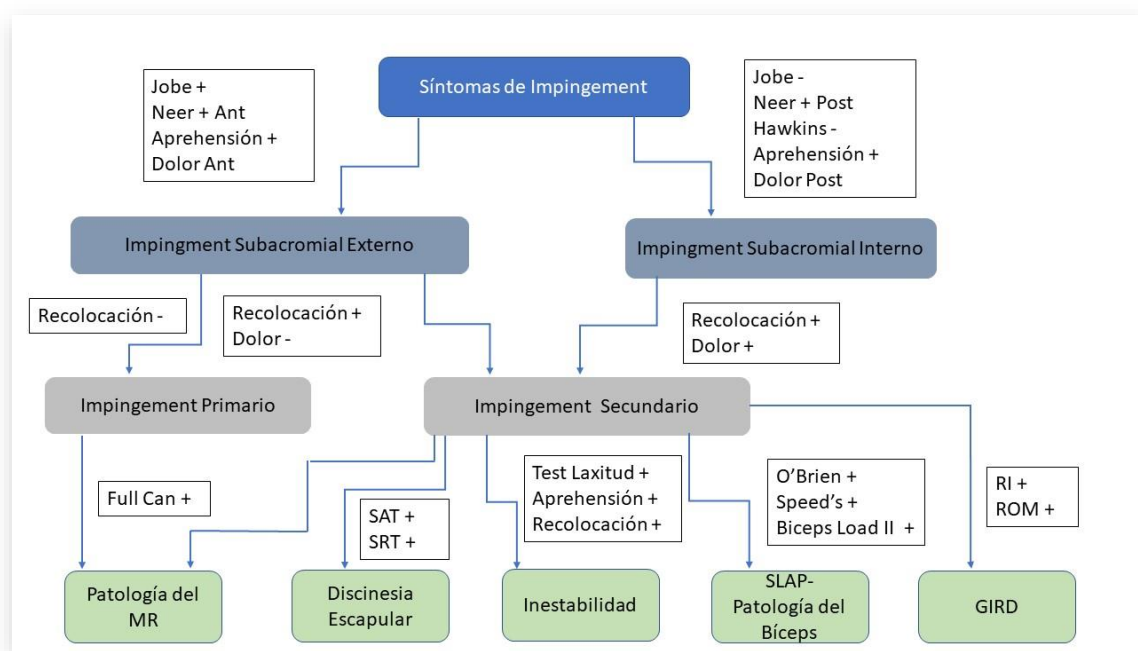 Síntomas de Impingement
Jobe +
Neer + Ant
Aprehensión +
Dolor Ant
Jobe -
Neer + Post
Hawkins -
Aprehensión +
Dolor Post
Impingment Subacromial Externo
Impingment Subacromial Interno
Recolocación -
Recolocación +
Dolor -
Recolocación +
Dolor +
Impingement Primario
Impingement Secundario
Full Can +
SAT +
SRT +
Test Laxitud +
Aprehensión +
Recolocación +
O'Brien +
Speed's +
Biceps Load II +
RI +
ROM +
Patología del
MR
Discinesia
Escapular
Inestabilidad
SLAP-
Patología del
Bíceps
GIRD